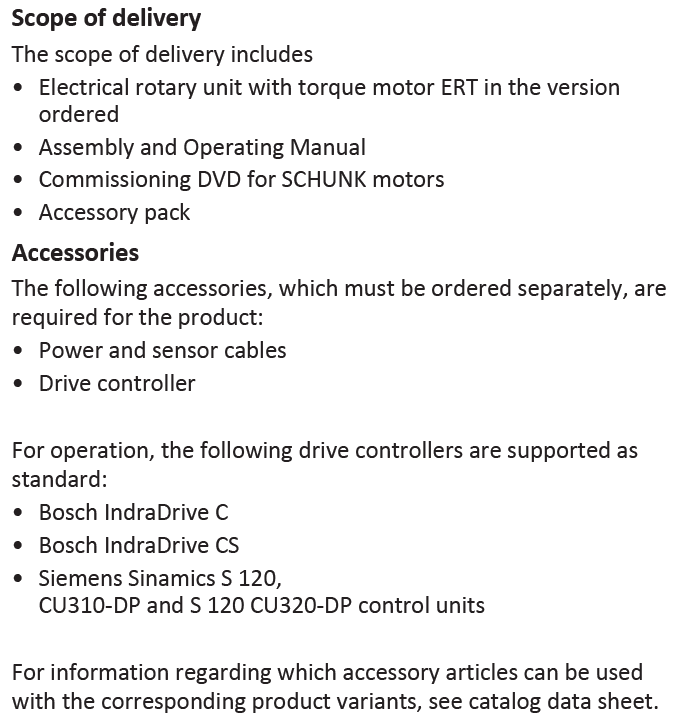 Scope of delivery
The scope of delivery includes
• Electrical rotary unit with torque motor ERT in the version
ordered
• Assembly and Operating Manual
• Commissioning DVD for SCHUNK motors
• Accessory pack
Accessories
The following accessories, which must be ordered separately, are
required for the product:
• Power and sensor cables
• Drive controller
For operation, the following drive controllers are supported as
standard:
• Bosch IndraDrive C
• Bosch IndraDrive CS
• Siemens Sinamics S 120,
CU310-DP and S 120 CU320-DP control units
For information regarding which accessory articles can be used
with the corresponding product variants, see catalog data sheet.